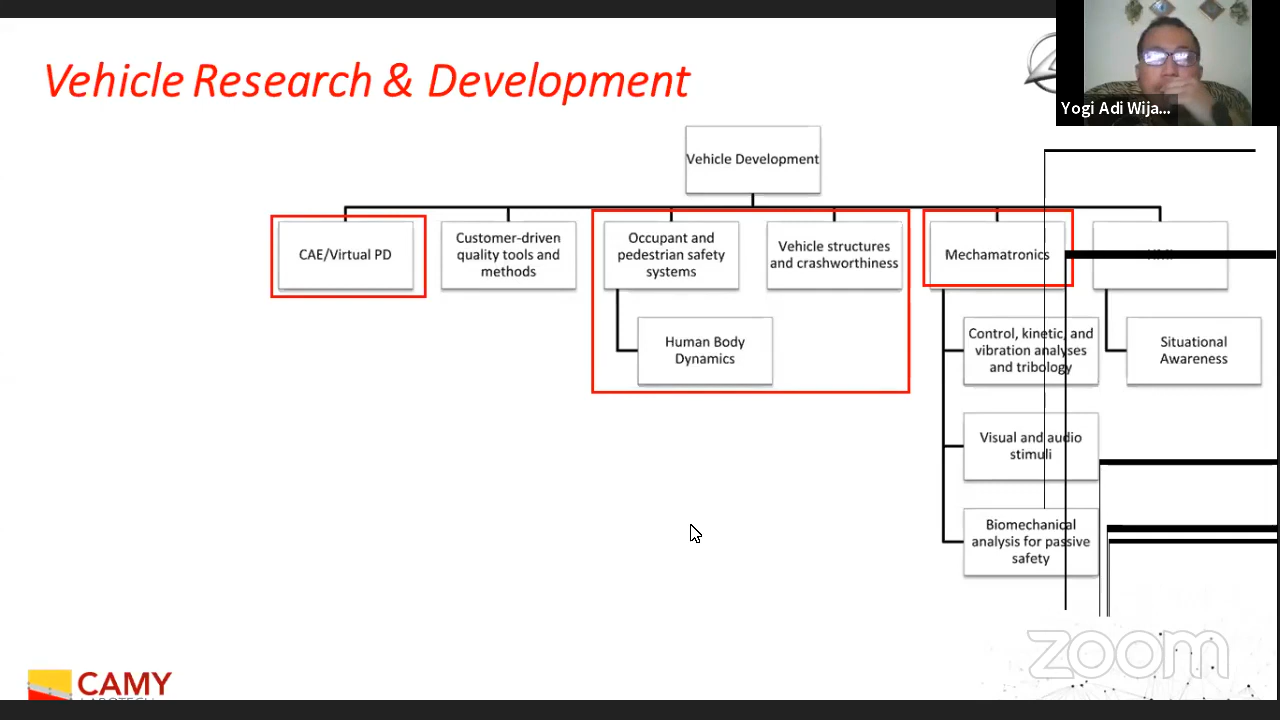 Vehicle Research & Development
Yogi Adi Wija...
Vehicle Development
CAE/Virtual PD
Customer-driven
quality tools and
methods
Occupant and
pedestrian safety
systems
Vehicle structures
and crashworthiness
Mechamatronics
Human Body
Dynamics
Control, kinetic, and
vibration analyses
and tribology
Situational
Awareness
Visual and audio
stimuli
Biomechanical
analysis for passive
safety
zoom
CAMY